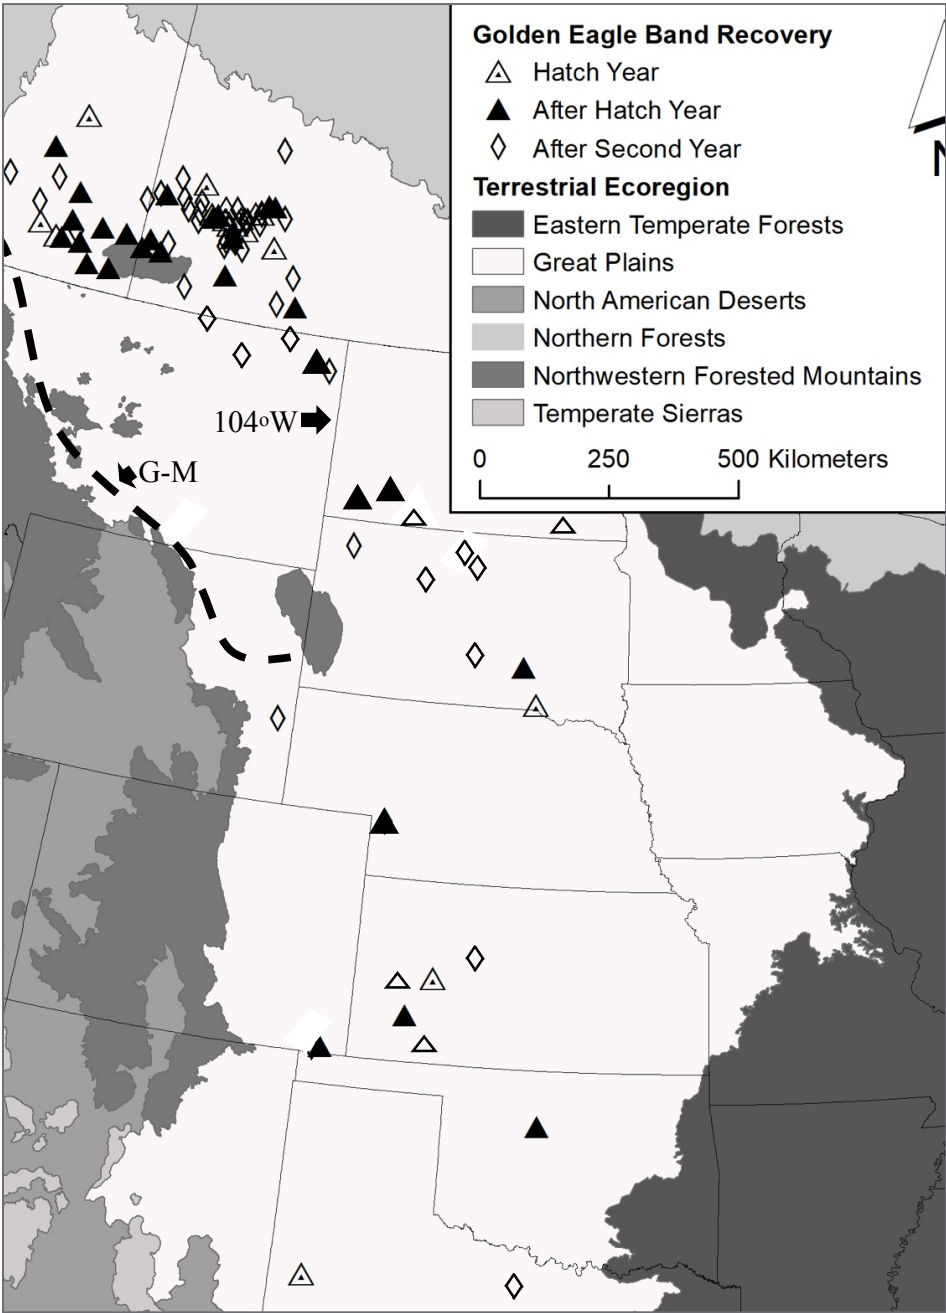 Golden Eagle Band Recovery
Hatch Year
After Hatch Year
After Second Year
N
Terrestrial Ecoregion
Eastern Temperate Forests
Great Plains
North American Deserts
Northern Forests
Northwestern Forested Mountains
Temperate Sierras
0 250 500 Kilometers
104oW
G-M